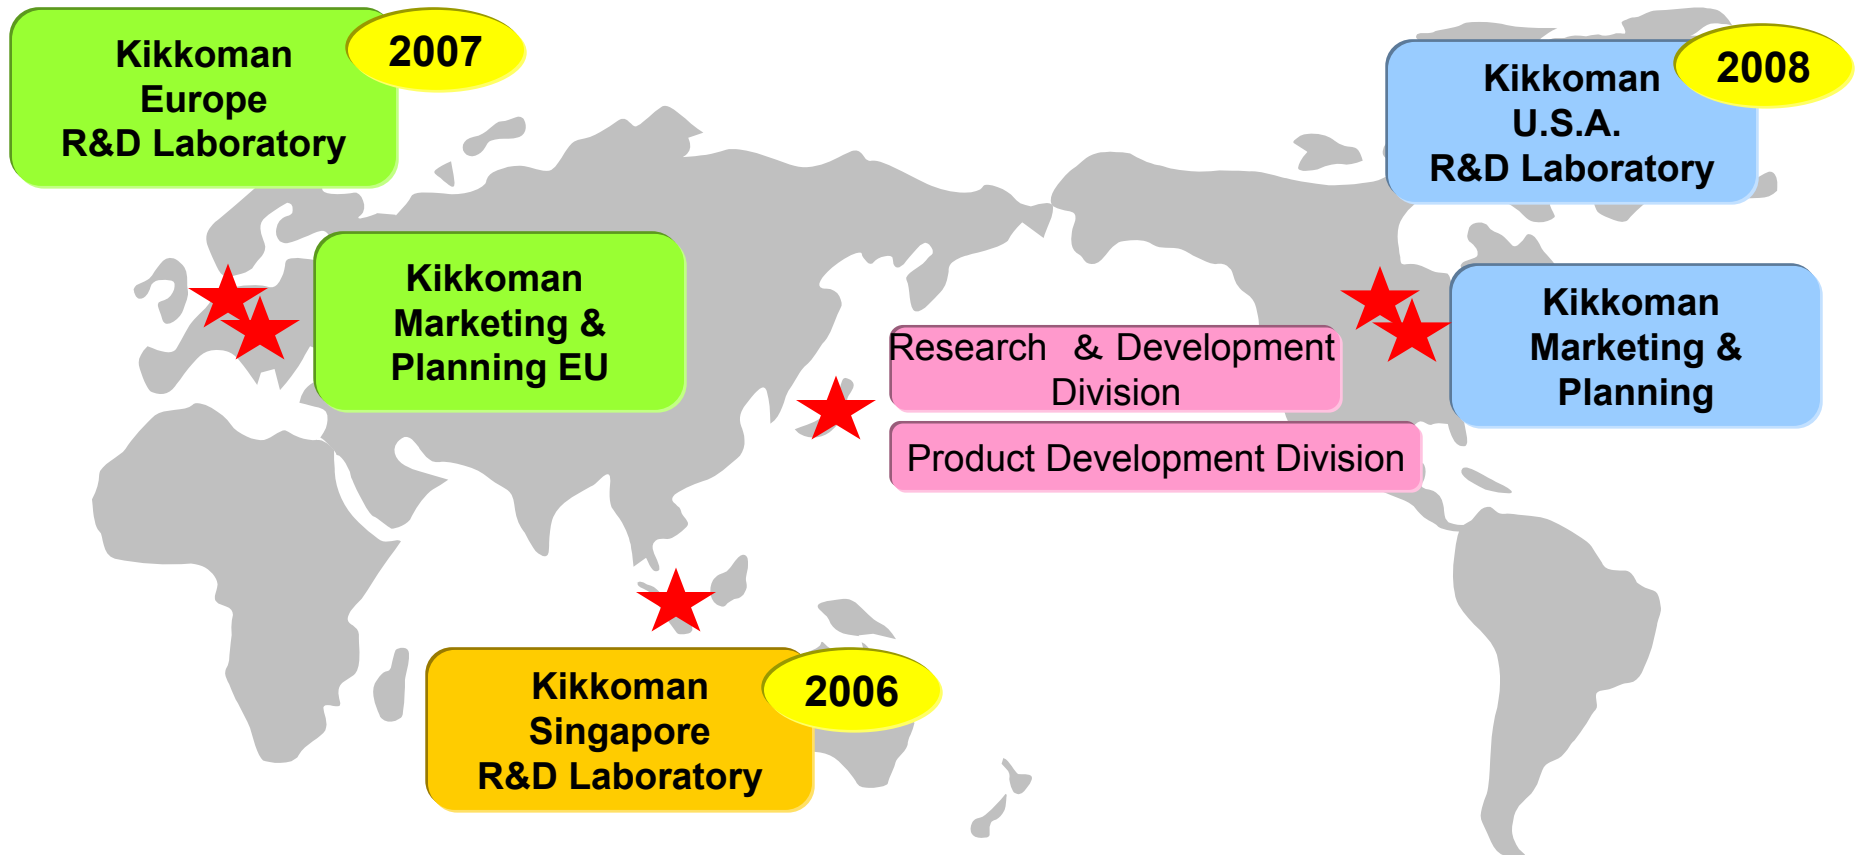 Kikkoman
Europe
R&D Laboratory
2007
Kikkoman
U.S.A.
R&D Laboratory
2008
Kikkoman
Marketing &
Planning EU
Kikkoman
Marketing &
Planning
Research & Development
Division
Product Development Division
Kikkoman
Singapore
R&D Laboratory
2006